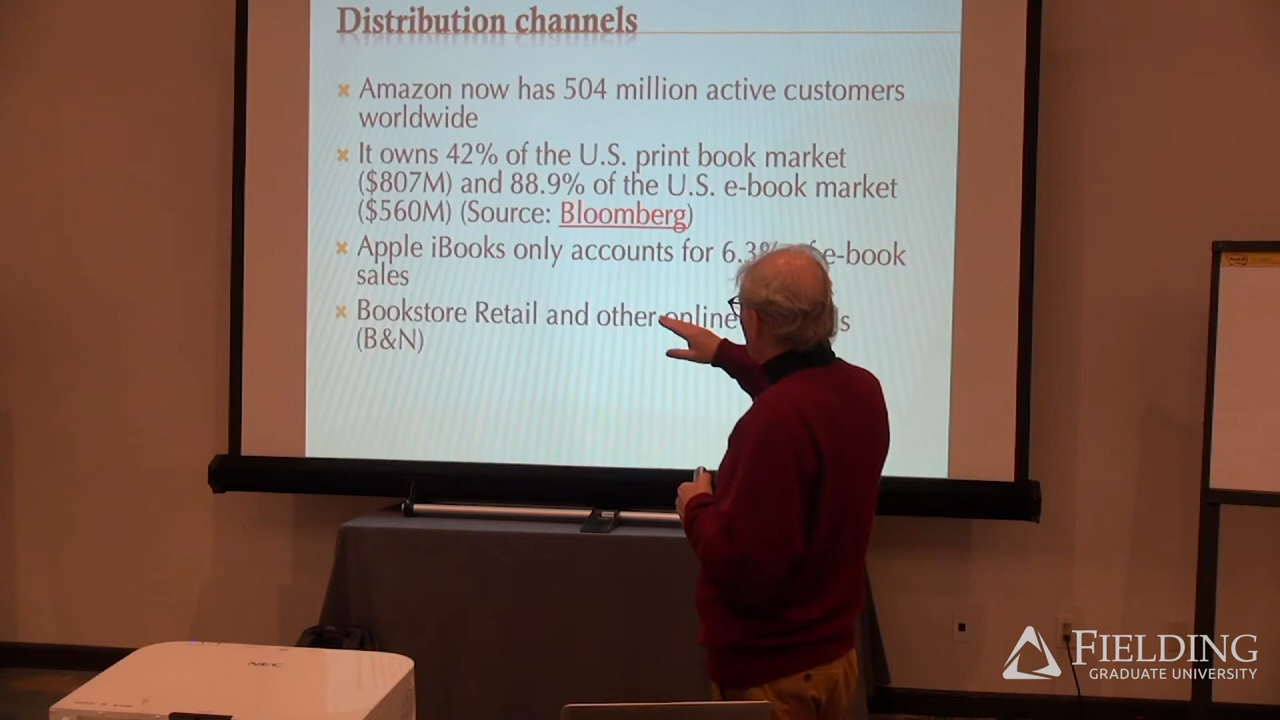 Distribution channels
Amazon now has 504 million active customers
worldwide
It owns 42% of the U.S. print book market
($807M) and 88.9% of the U.S. e-book market
($560M) (Source: Bloomberg)
Apple iBooks only accounts for 6.3% e-book
sales
Bookstore Retail and other online
(B&N)
NEC
FIELDING
GRADUATE UNIVERSITY